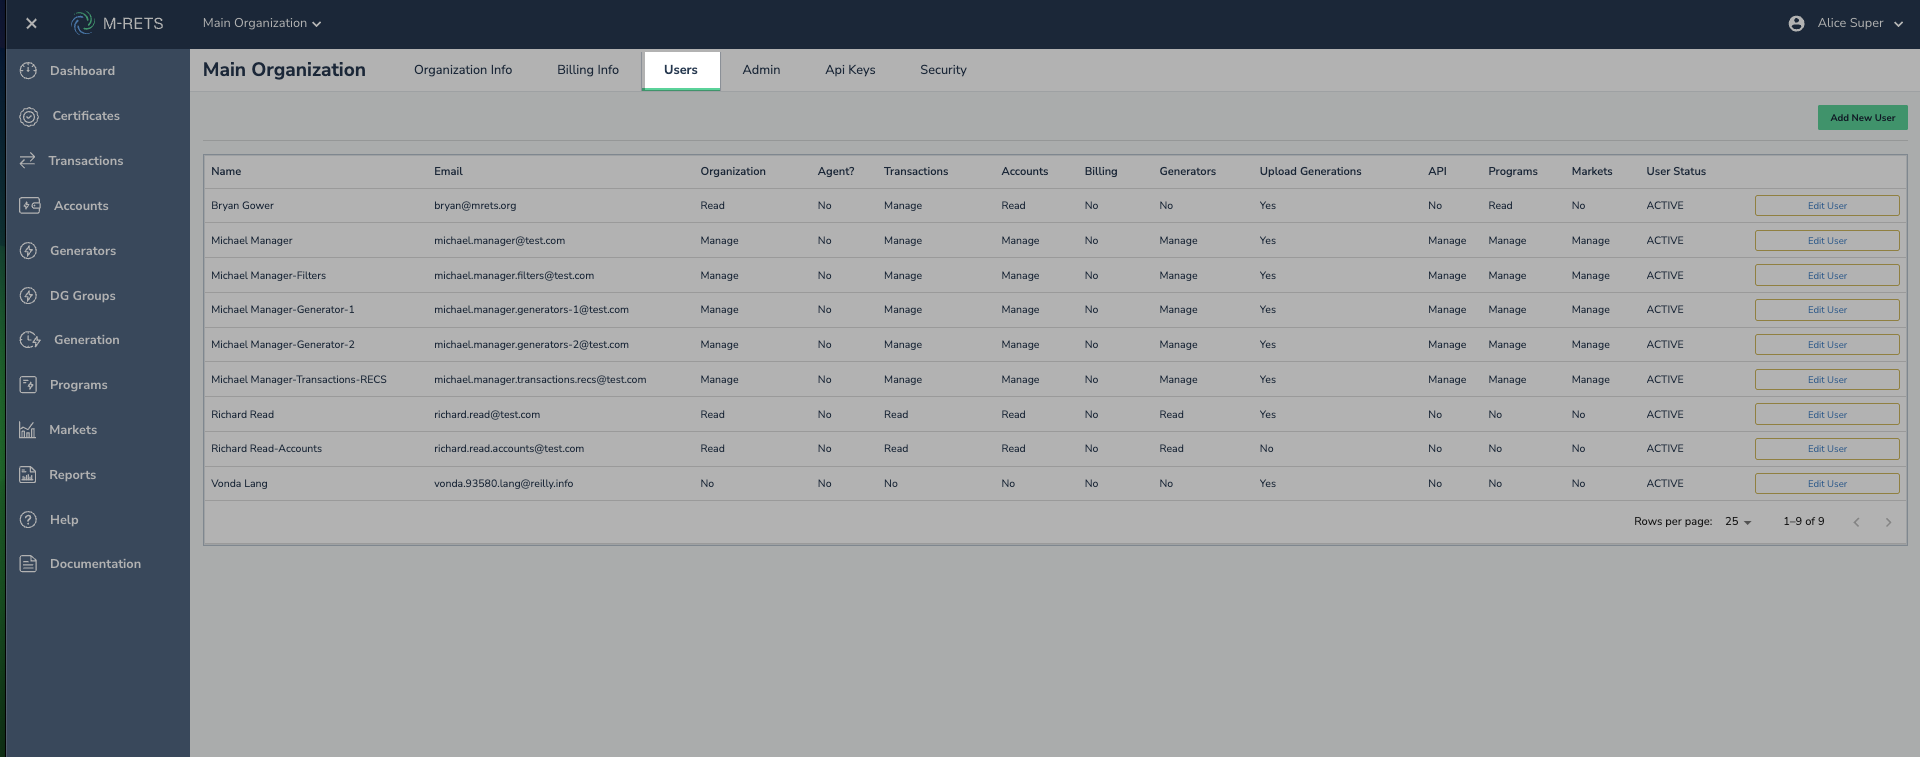 M-RETS Main Organization Alice Super
Main Organization Organization Info Billing Info Users Admin Api Keys Security
Dashboard
Certificates
Transactions
Accounts
Generators
DG Groups
Generation
Programs
Markets
Reports
Help
Documentation
Add New User
Name Email Organization Agent? Transactions Accounts Billing Generators Upload Generations API Programs Markets User Status
Bryan Gower bryan@mrets.org Read No Manage Read No No Yes No Read No ACTIVE Edit User
Michael Manager michael.manager@test.com Manage No Manage Manage No Manage Yes Manage Manage Manage ACTIVE Edit User
Michael Manager-Filters michael.manager.filters@test.com Manage No Manage Manage No Manage Yes Manage Manage Manage ACTIVE Edit User
Michael Manager-Generator-1 michael.manager.generators-1@test.com Manage No Manage Manage No Manage Yes Manage Manage Manage ACTIVE Edit User
Michael Manager-Generator-2 michael.manager.generators-2@test.com Manage No Manage Manage No Manage Yes Manage Manage Manage ACTIVE Edit User
Michael Manager-Transactions-RECS michael.manager.transactions.recs@test.com Manage No Manage Manage No Manage Yes Manage Manage Manage ACTIVE Edit User
Richard Read richard.read@test.com Read No Read Read No Read Yes No No No ACTIVE Edit User
Richard Read-Accounts richard.read.accounts@test.com Read No Read Read No Read No No No No ACTIVE Edit User
Vonda Lang vonda.93580.lang@reilly.info No No No No No No Yes No No No ACTIVE Edit User
Rows per page: 25 1–9 of 9